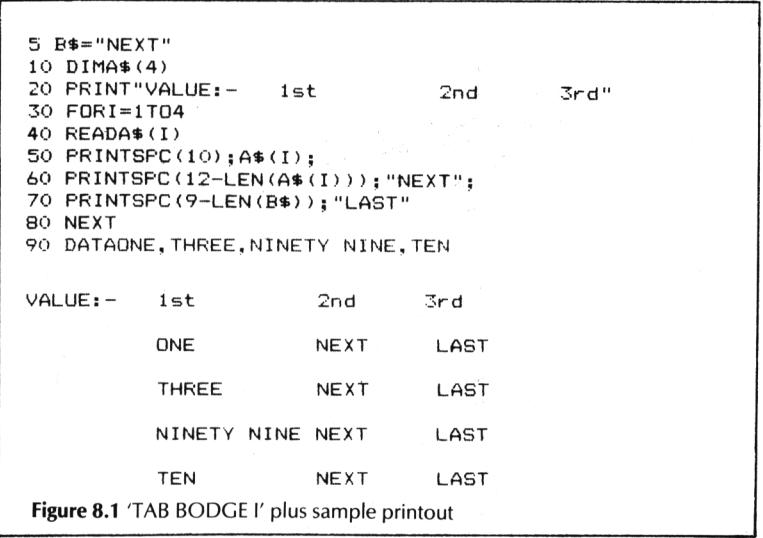 5 B$="NEXT"
10 DIMA$(4)
20 PRINT"VALUE:-    1st          2nd      3rd"
30 FORI=1TO4
40 READA$(I)
50 PRINTSPC(10);A$(I);
60 PRINTSPC(12-LEN(A$(I)));"NEXT";
70 PRINTSPC(9-LEN(B$));"LAST"
80 NEXT
90 DATAONE,THREE,NINETY NINE,TEN
VALUE:-   1st         2nd     3rd
ONE         NEXT     LAST
THREE       NEXT     LAST
NINETY NINE NEXT     LAST
TEN         NEXT     LAST
Figure 8.1 'TAB BODGE I' plus sample printout